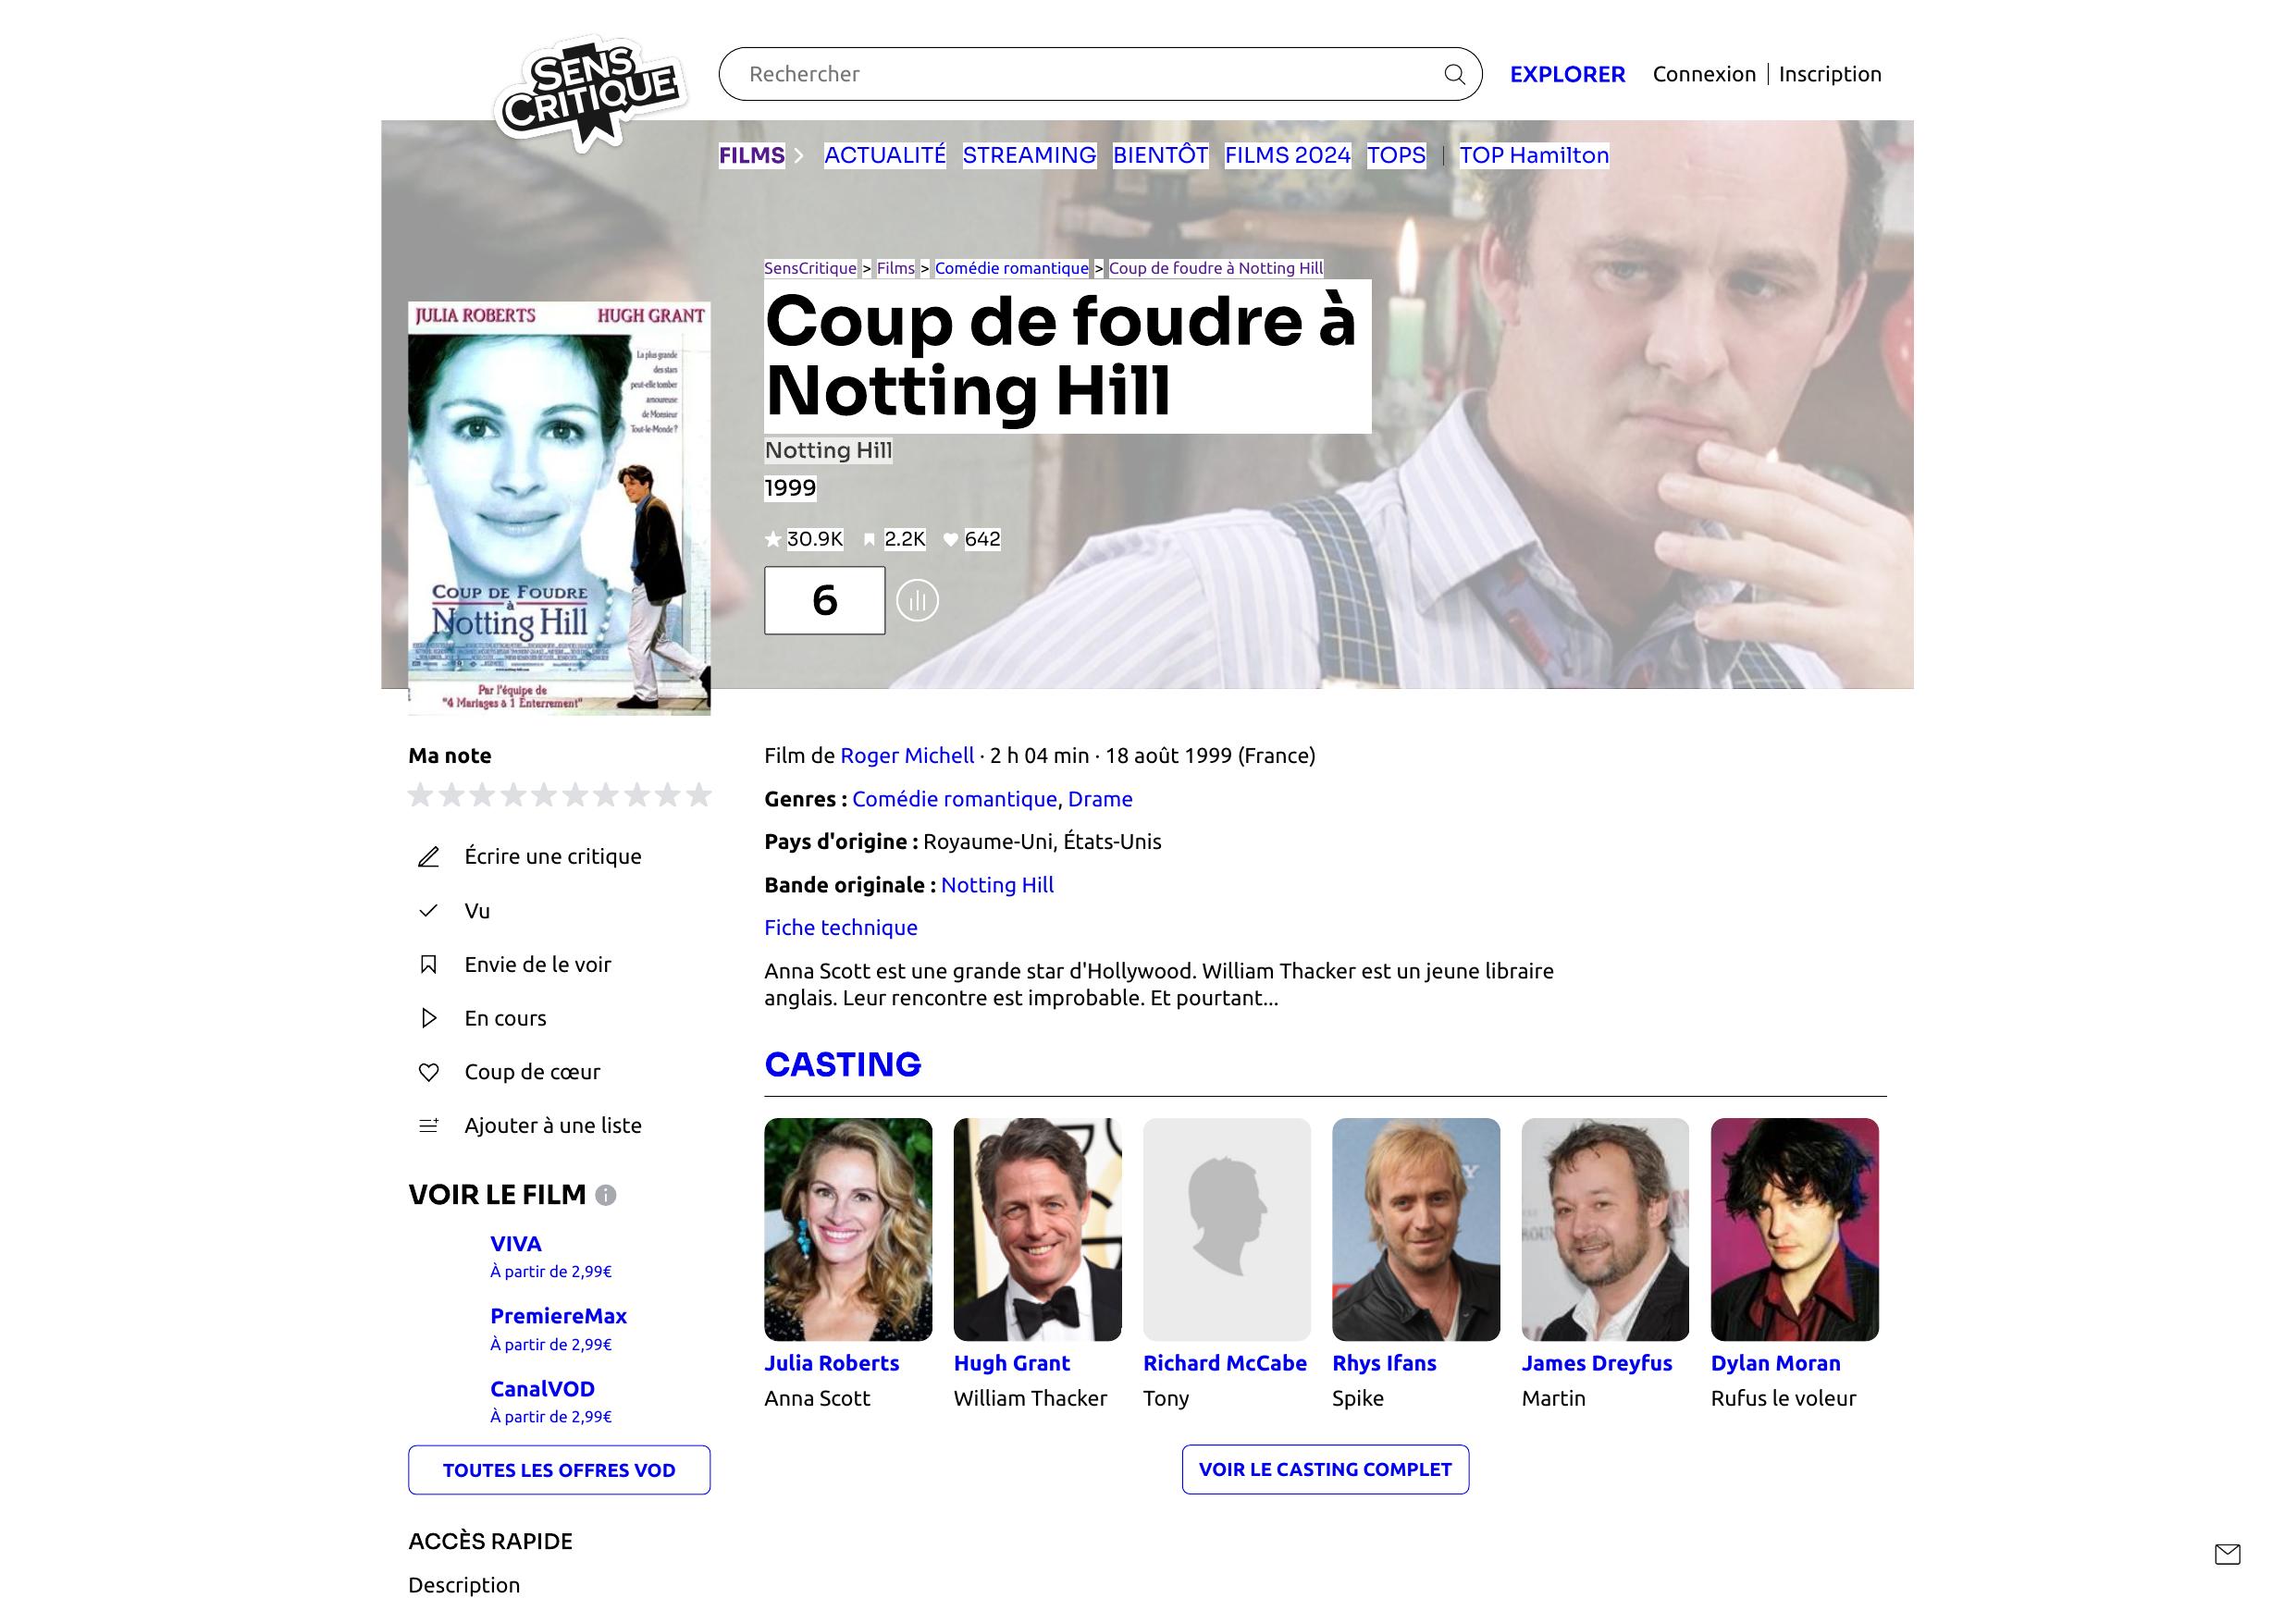 SENS CRITIQUE
Rechercher
EXPLORER
Connexion | Inscription
FILMS
ACTUALITÉ
STREAMING
BIENTÔT
FILMS 2024
TOPS
TOP Hamilton
SensCritique > Films > Comédie romantique > Coup de foudre à Notting Hill
Coup de foudre à
Notting Hill
Notting Hill
1999
30.9K
2.2K
642
6
JULIA ROBERTS
HUGH GRANT
La plus grande
des stars
peut-elle tomber
amoureuse
de Monsieur
Tout-le-Monde ?
COUP DE FOUDRE
à
Notting Hill
Par l'équipe de
"4 Mariages & 1 Enterrement"
Ma note
Écrire une critique
Vu
Envie de le voir
En cours
Coup de cœur
Ajouter à une liste
VOIR LE FILM
VIVA
À partir de 2,99€
PremiereMax
À partir de 2,99€
CanalVOD
À partir de 2,99€
TOUTES LES OFFRES VOD
ACCÈS RAPIDE
Description
Film de Roger Michell · 2 h 04 min · 18 août 1999 (France)
Genres : Comédie romantique, Drame
Pays d'origine : Royaume-Uni, États-Unis
Bande originale : Notting Hill
Fiche technique
Anna Scott est une grande star d'Hollywood. William Thacker est un jeune libraire
anglais. Leur rencontre est improbable. Et pourtant...
CASTING
Julia Roberts
Anna Scott
Hugh Grant
William Thacker
Richard McCabe
Tony
Rhys Ifans
Spike
James Dreyfus
Martin
Dylan Moran
Rufus le voleur
VOIR LE CASTING COMPLET